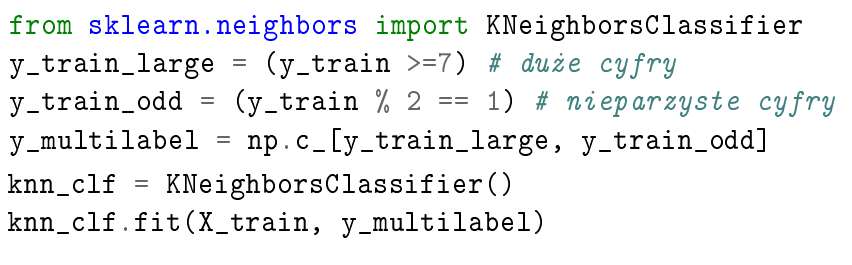 from sklearn.neighbors import KNeighborsClassifier
y_train_large = (y_train >=7) # duże cyfry
y_train_odd = (y_train % 2 == 1) # nieparzyste cyfry
y_multilabel = np.c_[y_train_large, y_train_odd]
knn_clf = KNeighborsClassifier()
knn_clf.fit(X_train, y_multilabel)